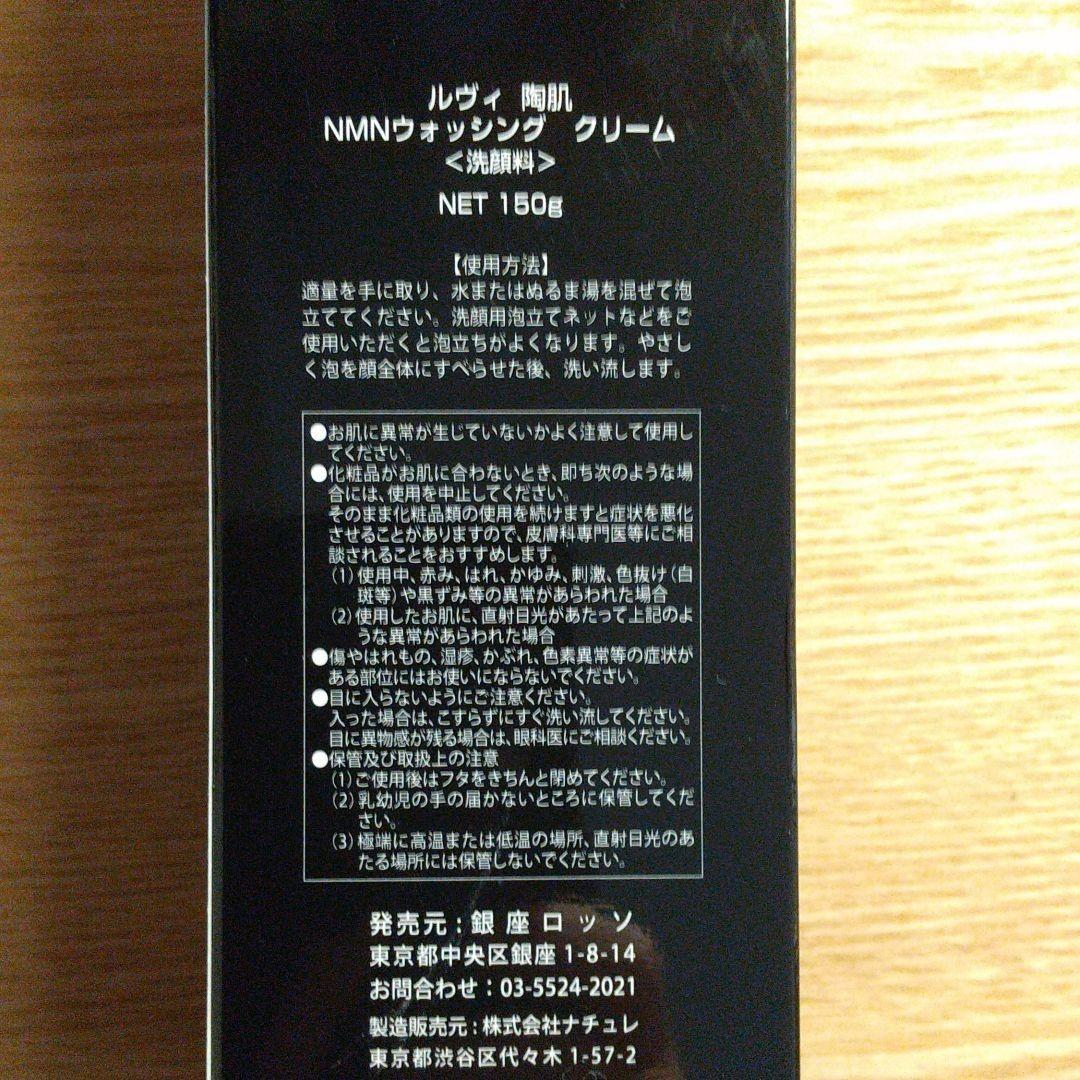 ルヴィ 陶肌
NMNウォッシング クリーム
<洗顔料>
NET 150g
【使用方法】
適量を手に取り、水またはぬるま湯を混ぜて泡
立ててください。洗顔用泡立てネットなどをご
使用いただくと泡立ちがよくなります。やさし
く泡を顔全体にすべらせた後、洗い流します。
●お肌に異常が生じていないかよく注意して使用し
てください。
●化粧品がお肌に合わないとき、即ち次のような場
合には、使用を中止してください。
そのまま化粧品類の使用を続けますと症状を悪化
させることがありますので、皮膚科専門医等にご相
談されることをおすすめします。
(1)使用中、赤み、はれ、かゆみ、刺激、色抜け(白
斑等)や黒ずみ等の異常があらわれた場合
(2)使用したお肌に、直射日光があたって上記のよ
うな異常があらわれた場合
●傷やはれもの、湿疹、かぶれ、色素異常等の症状が
ある部位にはお使いにならないでください。
●目に入らないようにご注意ください。
入った場合は、こすらずにすぐ洗い流してください。
目に異物感が残る場合は、眼科医にご相談ください。
●保管及び取扱上の注意
(1)ご使用後はフタをきちんと閉めてください。
(2)乳幼児の手の届かないところに保管してくだ
さい。
(3)極端に高温または低温の場所、直射日光のあ
たる場所には保管しないでください。
発売元:銀座ロッソ
東京都中央区銀座1-8-14
お問合わせ:03-5524-2021
製造販売元:株式会社ナチュレ
東京都渋谷区代々木1-57-2